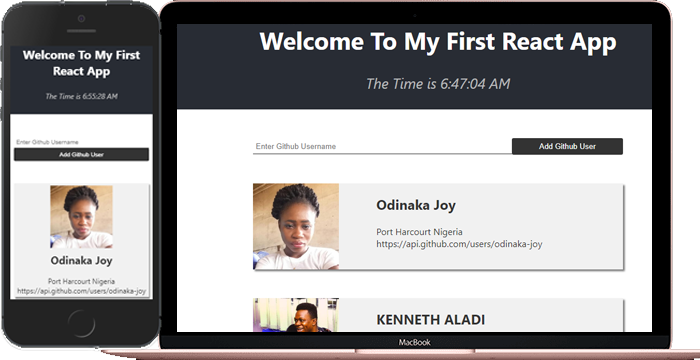 Welcome To My First
React App
The Time is 6:55:28 AM
Enter Github Username
Add Github User
Odinaka Joy
Port Harcourt Nigeria
https://api.github.com/users/odinaka-joy
Welcome To My First React App
The Time is 6:47:04 AM
Enter Github Username
Add Github User
Odinaka Joy
Port Harcourt Nigeria
https://api.github.com/users/odinaka-joy
KENNETH ALADI
MacBook